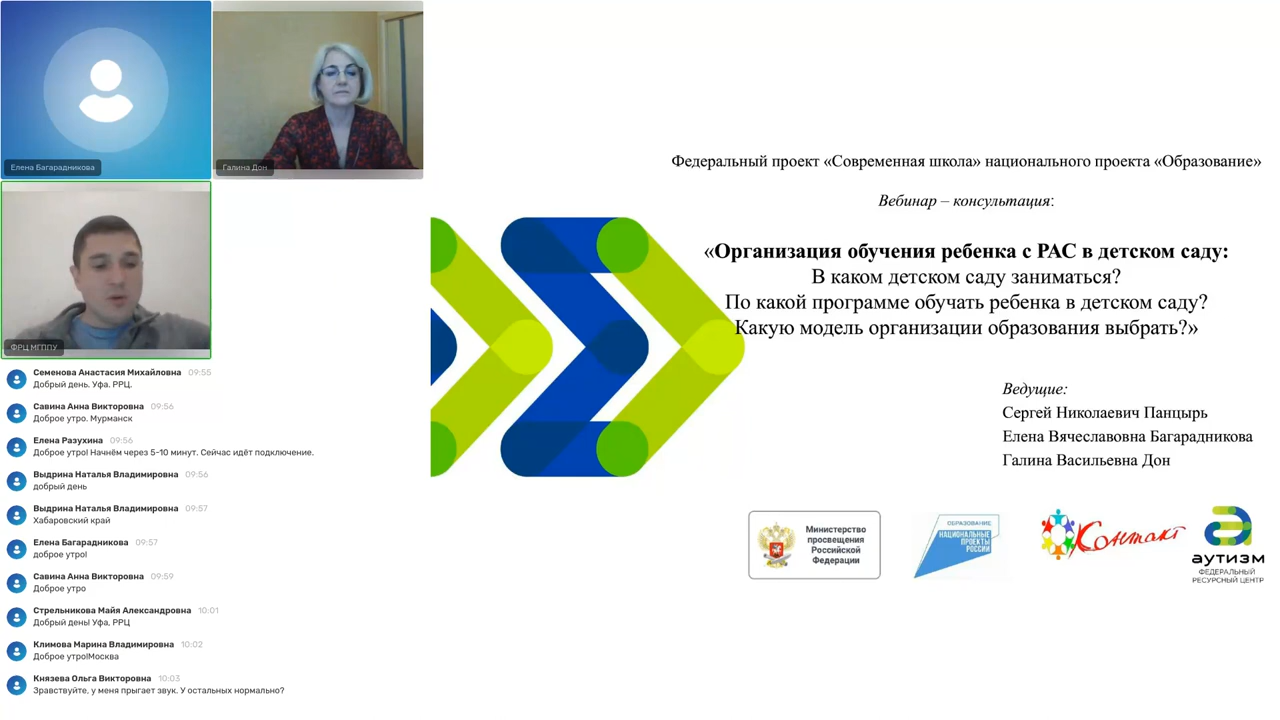 Елена Багарадникова
Галина Дон
ФРЦ МГППУ
Семенова Анастасия Михайловна 09:55
Добрый день. Уфа. РРЦ.
Савина Анна Викторовна 09:56
Доброе утро. Мурманск
Елена Разухина 09:56
Доброе утро! Начнём через 5-10 минут. Сейчас идёт подключение.
Выдрина Наталья Владимировна 09:56
добрый день
Выдрина Наталья Владимировна 09:57
Хабаровский край
Елена Багарадникова 09:57
доброе утро!
Савина Анна Викторовна 09:59
Доброе утро
Стрельникова Майя Александровна 10:01
Добрый день! Уфа, РРЦ
Климова Марина Владимировна 10:02
Доброе утро!Москва
Князева Ольга Викторовна 10:03
Зравствуйте, у меня прыгает звук. У остальных нормально?
Федеральный проект «Современная школа» национального проекта «Образование»
Вебинар – консультация:
«Организация обучения ребенка с РАС в детском саду:
В каком детском саду заниматься?
По какой программе обучать ребенка в детском саду?
Какую модель организации образования выбрать?»
Ведущие:
Сергей Николаевич Панцырь
Елена Вячеславовна Багарадникова
Галина Васильевна Дон
Министерство
просвещения
Российской
Федерации
ОБРАЗОВАНИЕ
НАЦИОНАЛЬНЫЕ
ПРОЕКТЫ
РОССИИ
Контакт
аутизм
ФЕДЕРАЛЬНЫЙ
РЕСУРСНЫЙ ЦЕНТР